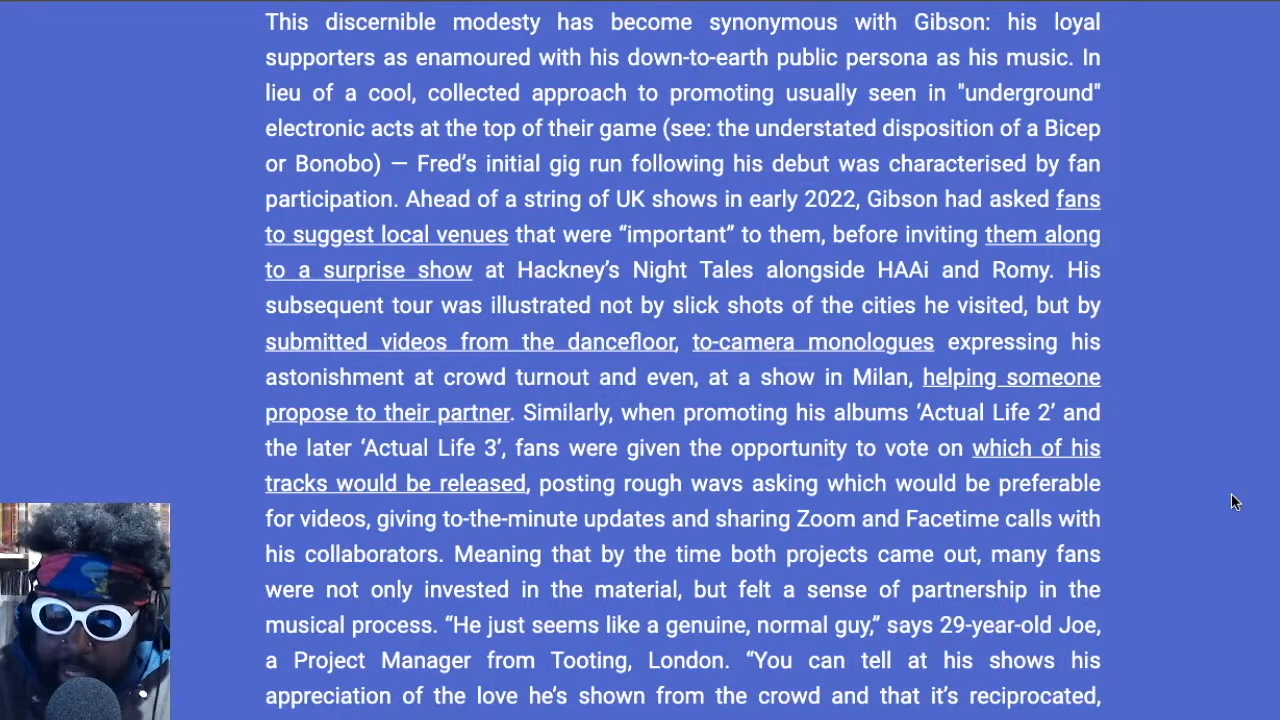 This discernible modesty has become synonymous with Gibson: his loyal
supporters as enamoured with his down-to-earth public persona as his music. In
lieu of a cool, collected approach to promoting usually seen in "underground"
electronic acts at the top of their game (see: the understated disposition of a Bicep
or Bonobo) — Fred’s initial gig run following his debut was characterised by fan
participation. Ahead of a string of UK shows in early 2022, Gibson had asked fans
to suggest local venues that were “important” to them, before inviting them along
to a surprise show at Hackney’s Night Tales alongside HAAi and Romy. His
subsequent tour was illustrated not by slick shots of the cities he visited, but by
submitted videos from the dancefloor, to-camera monologues expressing his
astonishment at crowd turnout and even, at a show in Milan, helping someone
propose to their partner. Similarly, when promoting his albums ‘Actual Life 2’ and
the later ‘Actual Life 3’, fans were given the opportunity to vote on which of his
tracks would be released, posting rough wavs asking which would be preferable
for videos, giving to-the-minute updates and sharing Zoom and Facetime calls with
his collaborators. Meaning that by the time both projects came out, many fans
were not only invested in the material, but felt a sense of partnership in the
musical process. “He just seems like a genuine, normal guy,” says 29-year-old Joe,
a Project Manager from Tooting, London. “You can tell at his shows his
appreciation of the love he’s shown from the crowd and that it’s reciprocated,